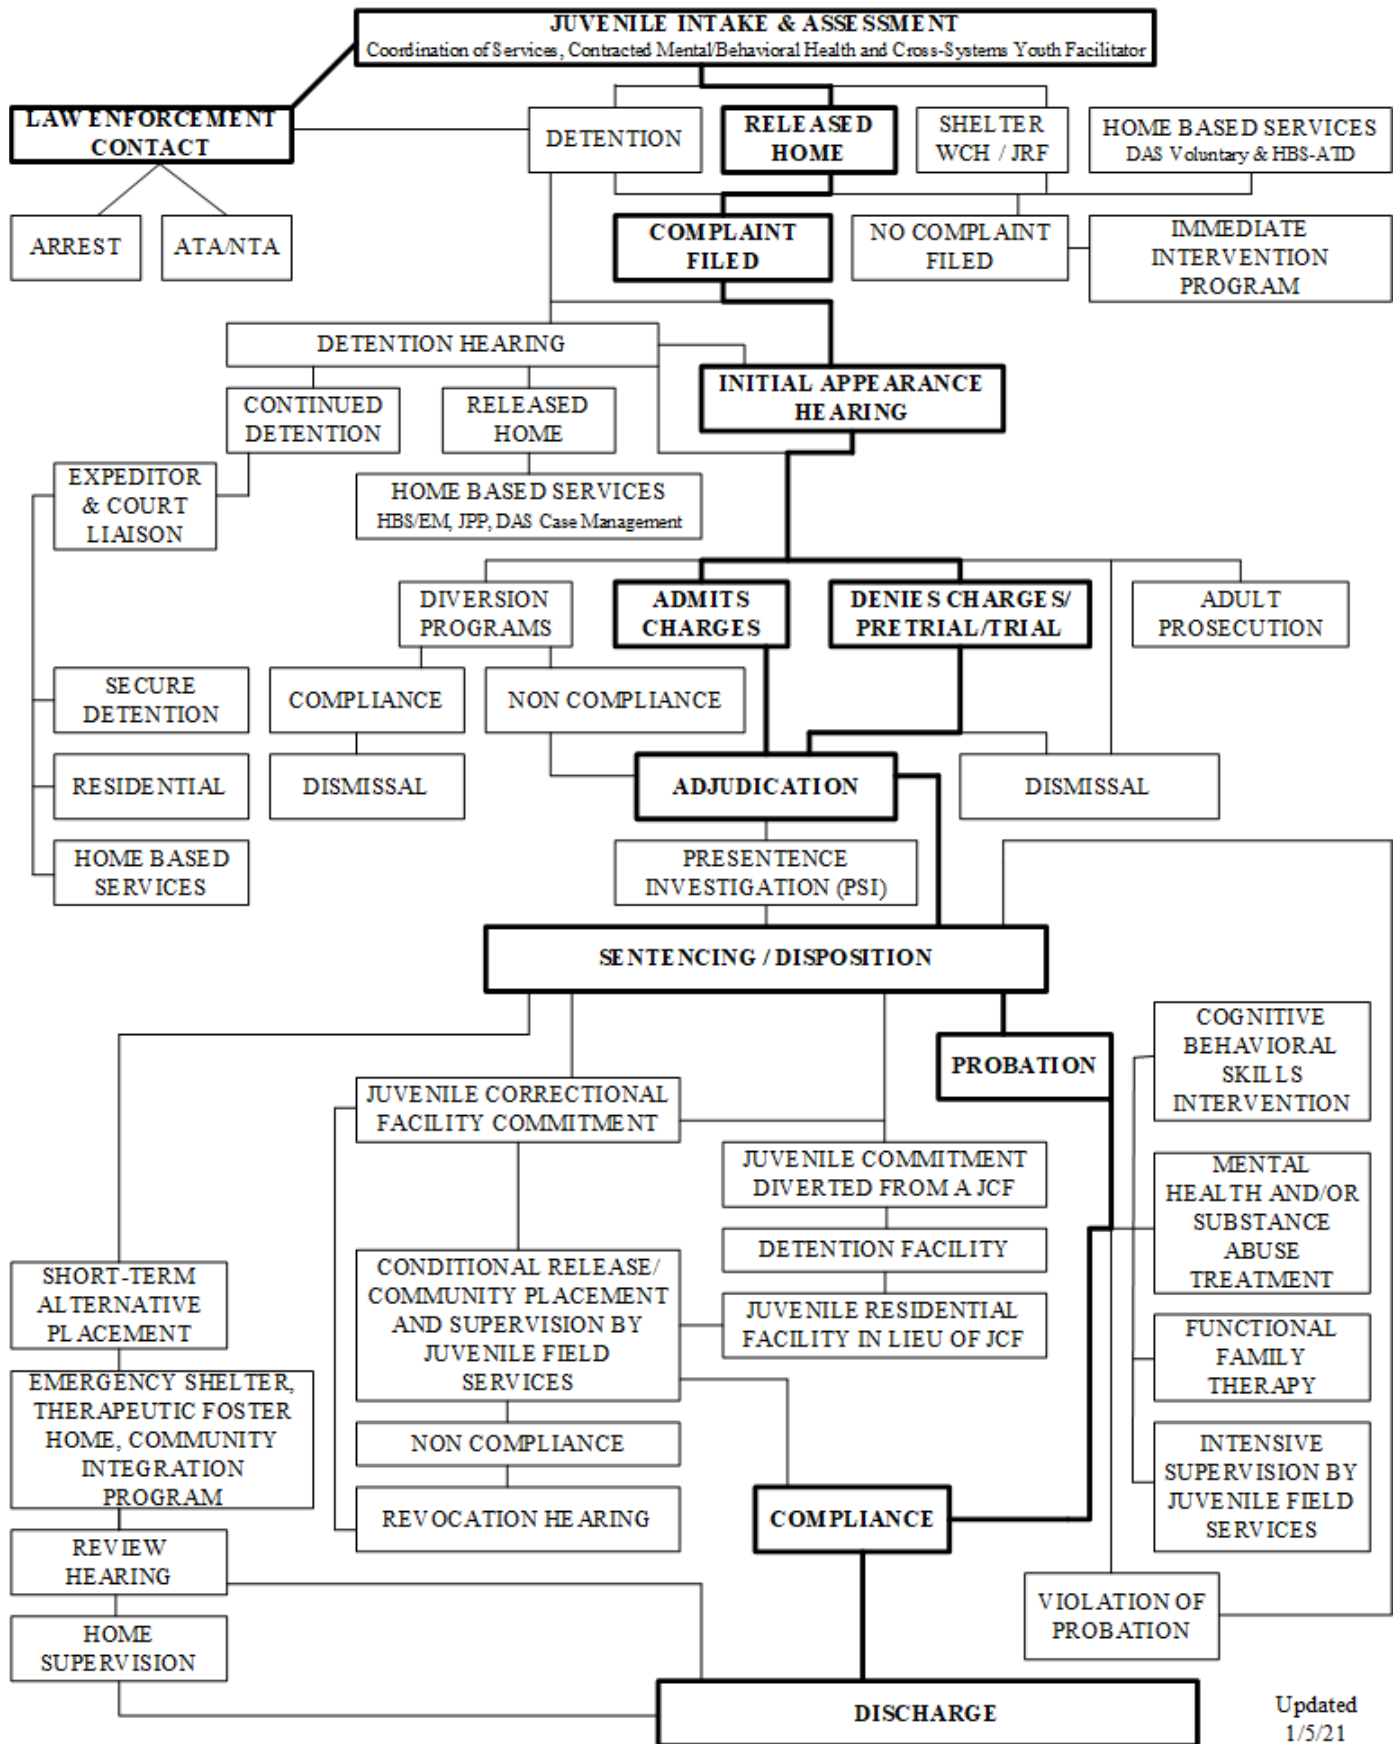 JUVENILE INTAKE & ASSESSMENT
Coordination of Services, Contracted Mental/Behavioral Health and Cross-Systems Youth Facilitator
LAW ENFORCEMENT
CONTACT
DETENTION
RELEASED
HOME
SHELTER
WCH / JRF
HOME BASED SERVICES
DAS Voluntary & HBS-ATD
ARREST
ATA/NTA
COMPLAINT
FILED
NO COMPLAINT
FILED
IMMEDIATE
INTERVENTION
PROGRAM
DETENTION HEARING
INITIAL APPEARANCE
HEARING
CONTINUED
DETENTION
RELEASED
HOME
EXPEDITOR
& COURT
LIAISON
HOME BASED SERVICES
HBS/EM, JPP, DAS Case Management
DIVERSION
PROGRAMS
ADMITS
CHARGES
DENIES CHARGES/
PRETRIAL/TRIAL
ADULT
PROSECUTION
SECURE
DETENTION
COMPLIANCE
NON COMPLIANCE
RESIDENTIAL
DISMISSAL
ADJUDICATION
DISMISSAL
HOME BASED
SERVICES
PRESENTENCE
INVESTIGATION (PSI)
SENTENCING / DISPOSITION
PROBATION
COGNITIVE
BEHAVIORAL
SKILLS
INTERVENTION
JUVENILE CORRECTIONAL
FACILITY COMMITMENT
JUVENILE COMMITMENT
DIVERTED FROM A JCF
MENTAL
HEALTH AND/OR
SUBSTANCE
ABUSE
TREATMENT
DETENTION FACILITY
SHORT-TERM
ALTERNATIVE
PLACEMENT
CONDITIONAL RELEASE/
COMMUNITY PLACEMENT
AND SUPERVISION BY
JUVENILE FIELD
SERVICES
JUVENILE RESIDENTIAL
FACILITY IN LIEU OF JCF
FUNCTIONAL
FAMILY
THERAPY
EMERGENCY SHELTER,
THERAPEUTIC FOSTER
HOME, COMMUNITY
INTEGRATION
PROGRAM
NON COMPLIANCE
INTENSIVE
SUPERVISION BY
JUVENILE FIELD
SERVICES
REVOCATION HEARING
COMPLIANCE
REVIEW
HEARING
VIOLATION OF
PROBATION
HOME
SUPERVISION
DISCHARGE
Updated
1/5/21